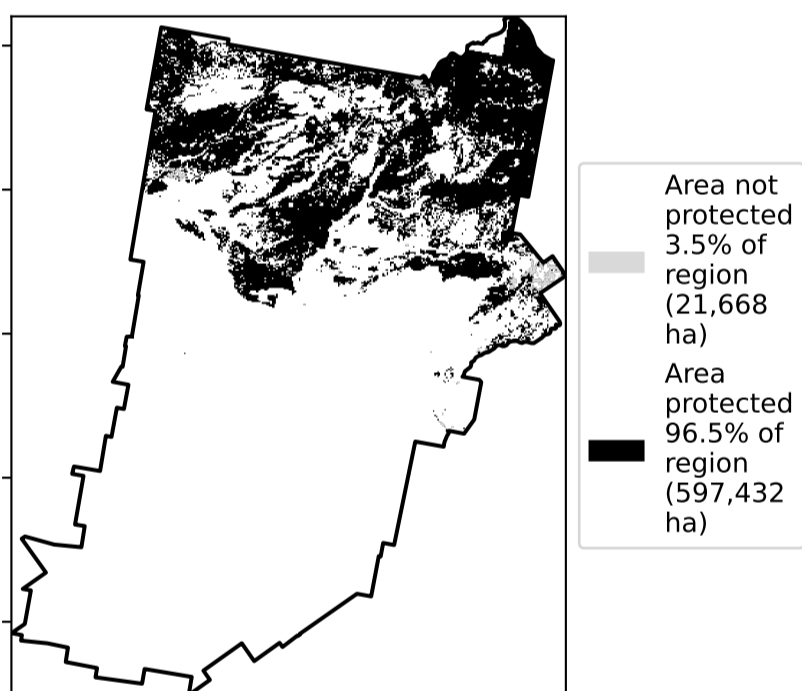 Area not
protected
3.5% of
region
(21,668
ha)
Area
protected
96.5% of
region
(597,432
ha)